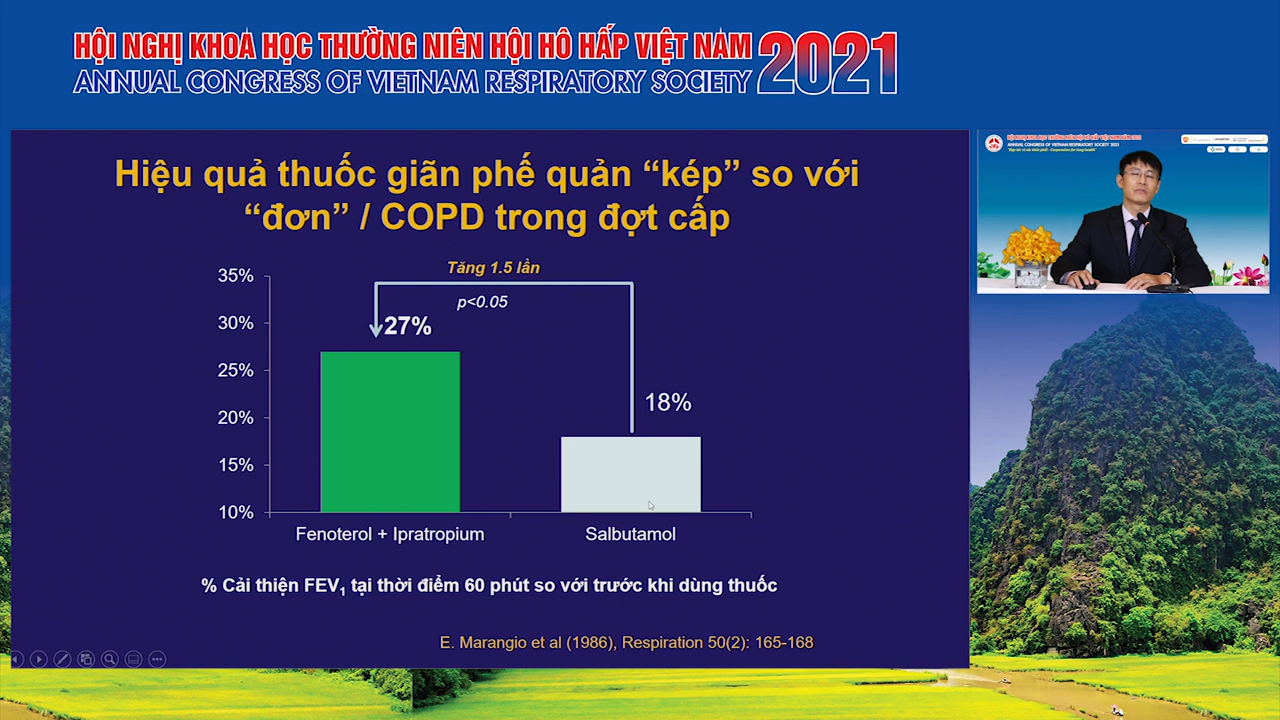 HỘI NGHỊ KHOA HỌC THƯỜNG NIÊN HỘI HÔ HẤP VIỆT NAM 2021
ANNUAL CONGRESS OF VIETNAM RESPIRATORY SOCIETY
Hiệu quả thuốc giãn phế quản “kép” so với
“đơn” / COPD trong đợt cấp
Tăng 1.5 lần
p<0.05
35%
30%
25%
20%
15%
10%
27%
18%
Fenoterol + Ipratropium
Salbutamol
% Cải thiện FEV1 tại thời điểm 60 phút so với trước khi dùng thuốc
E. Marangio et al (1986), Respiration 50(2): 165-168
ANNUAL CONGRESS OF VIETNAM RESPIRATORY SOCIETY 2021